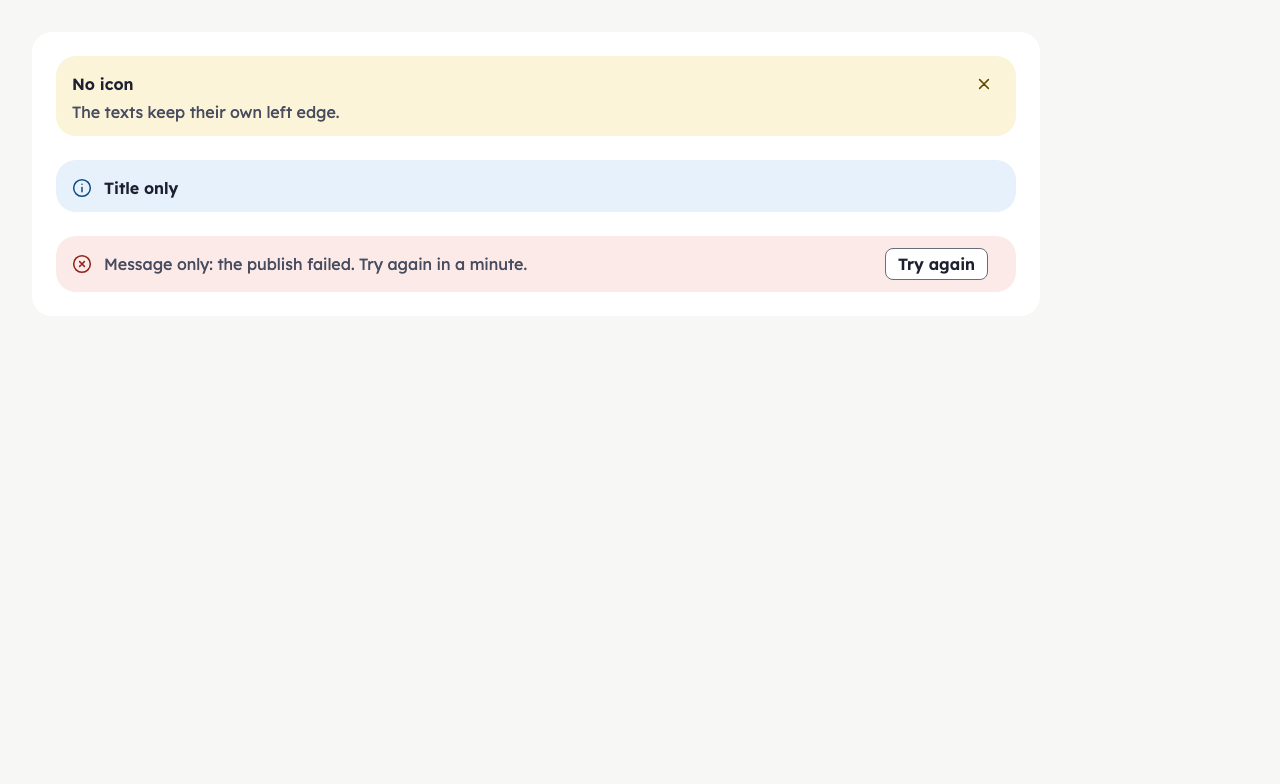 No icon
The texts keep their own left edge.
Title only
Message only: the publish failed. Try again in a minute.
Try again